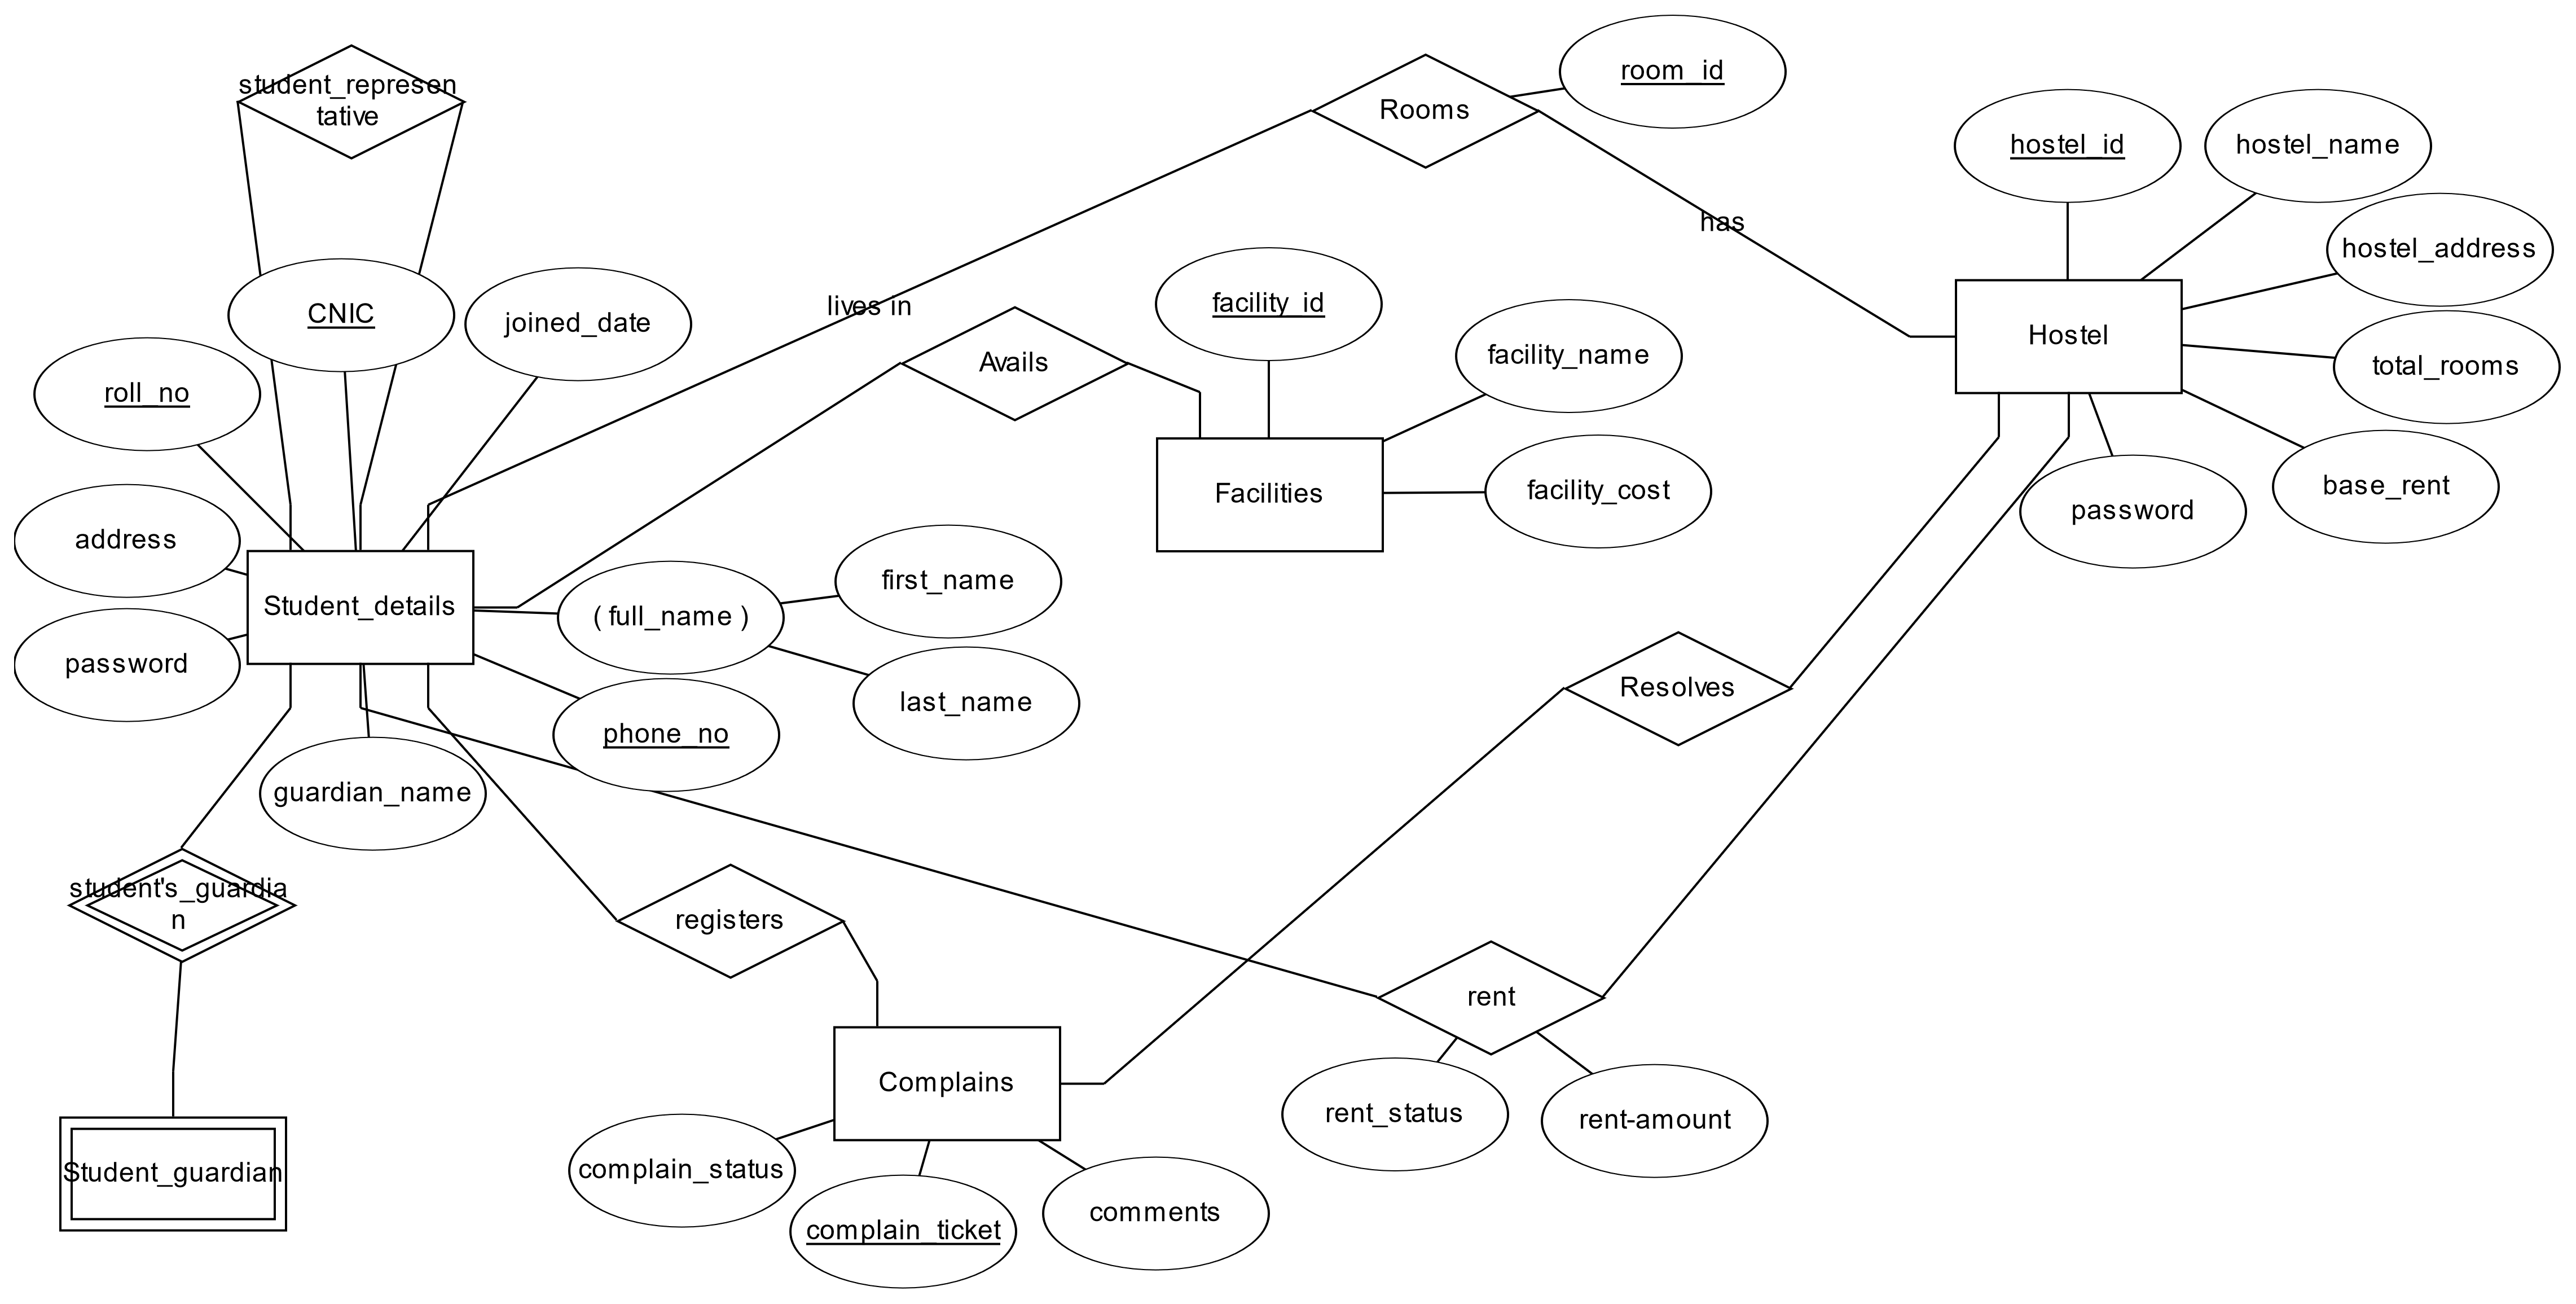 student_represen
tative
Rooms
room_id
hostel_id
hostel_name
hostel_address
has
lives in
CNIC
joined_date
facility_id
facility_name
Avails
Hostel
total_rooms
roll_no
Facilities
facility_cost
base_rent
password
address
Student_details
( full_name )
first_name
last_name
password
phone_no
guardian_name
Resolves
student's_guardia
n
registers
rent
Complains
rent_status
rent-amount
Student_guardian
complain_status
complain_ticket
comments